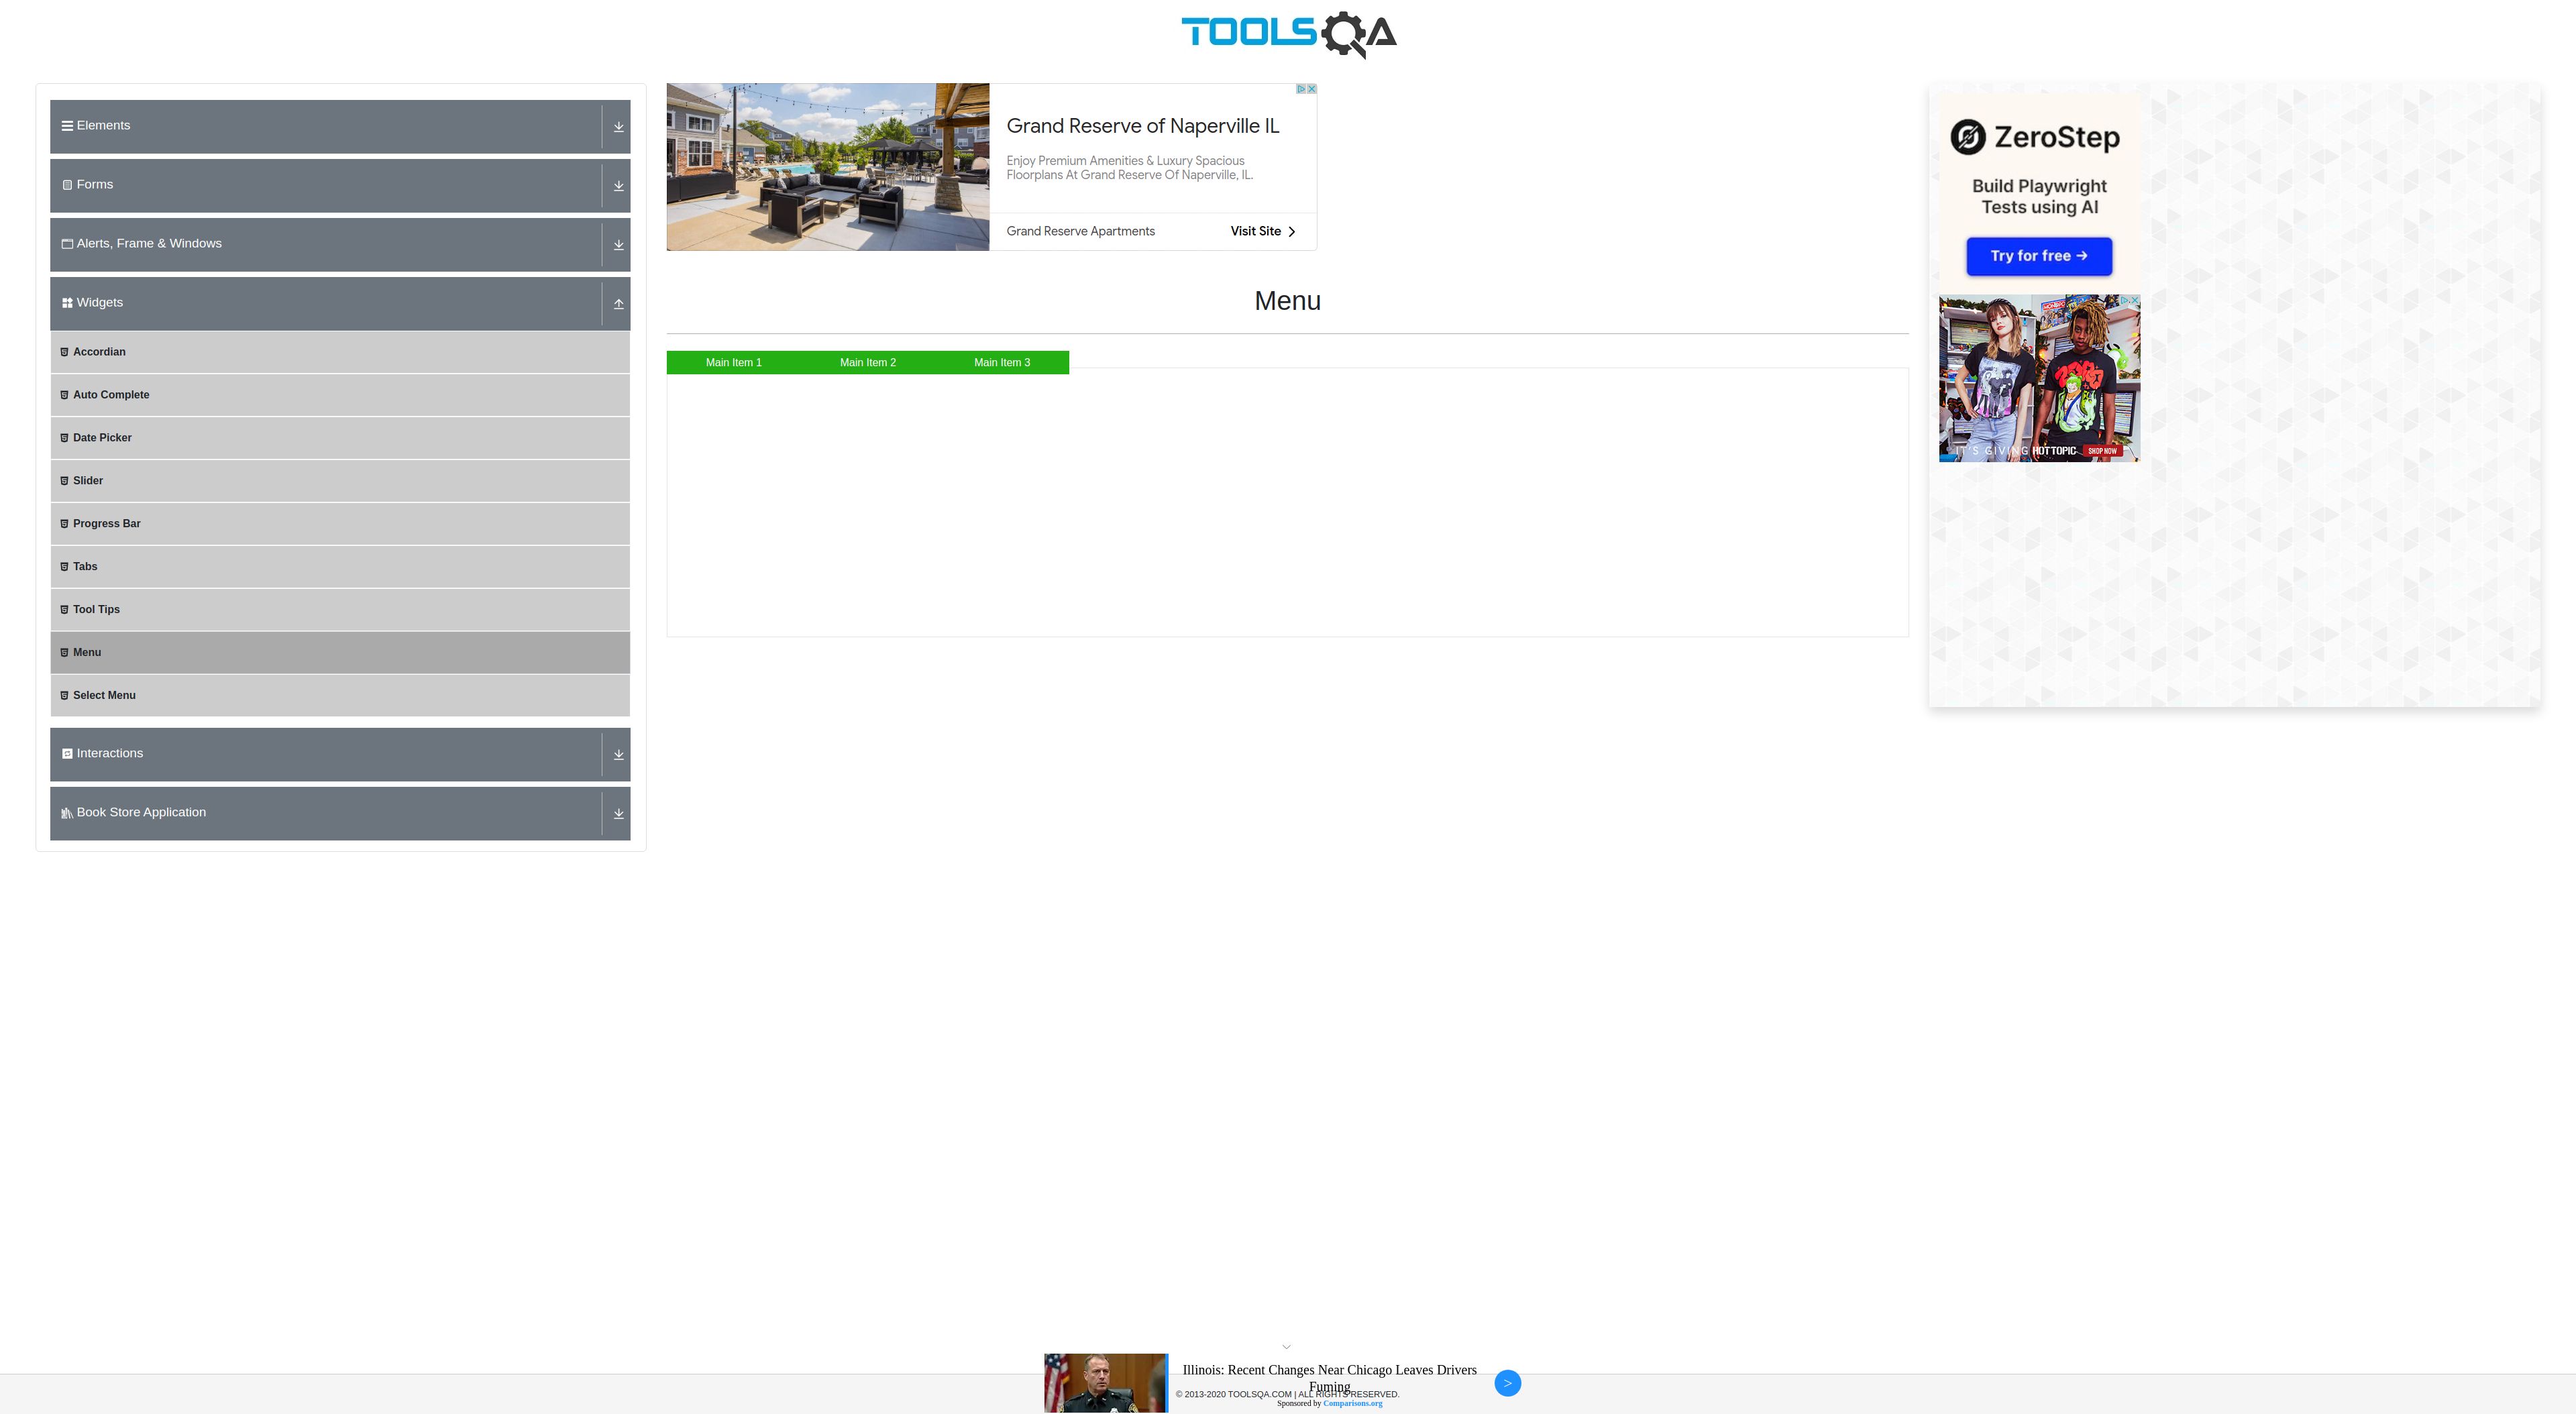 TOOLSQA
Elements
Forms
Alerts, Frame & Windows
Widgets
Accordian
Auto Complete
Date Picker
Slider
Progress Bar
Tabs
Tool Tips
Menu
Select Menu
Interactions
Book Store Application
Grand Reserve of Naperville IL
Enjoy Premium Amenities & Luxury Spacious
Floorplans At Grand Reserve Of Naperville, IL.
Grand Reserve Apartments
Visit Site
Menu
Main Item 1
Main Item 2
Main Item 3
ZeroStep
Build Playwright
Tests using AI
Try for free →
IT'S GIVING HOT TOPIC
SHOP NOW
Illinois: Recent Changes Near Chicago Leaves Drivers
Fuming
>
© 2013-2020 TOOLSQA.COM | ALL RIGHTS RESERVED.
Sponsored by Comparisons.org